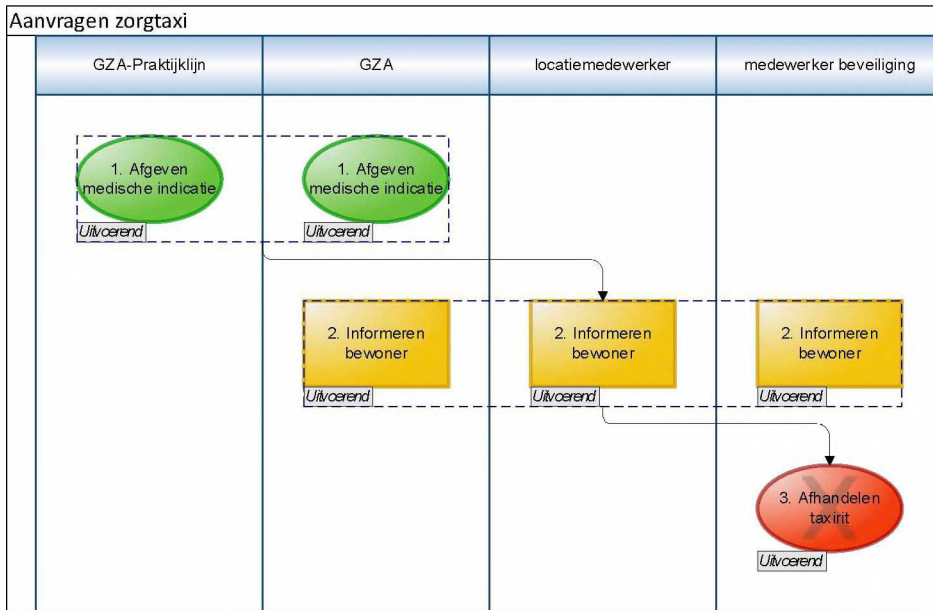 Aanvragen zorgtaxi
GZA-Praktijklijn
GZA
locatiemedewerker
medewerker beveiliging
1. Afgeven
medische indicatie
Uitvoerend
1. Afgeven
medische indicatie
Uitvoerend
2. Informeren
bewoner
Uitvoerend
2. Informeren
bewoner
Uitvoerend
2. Informeren
bewoner
Uitvoerend
3. Afhandelen
taxirit
Uitvoerend